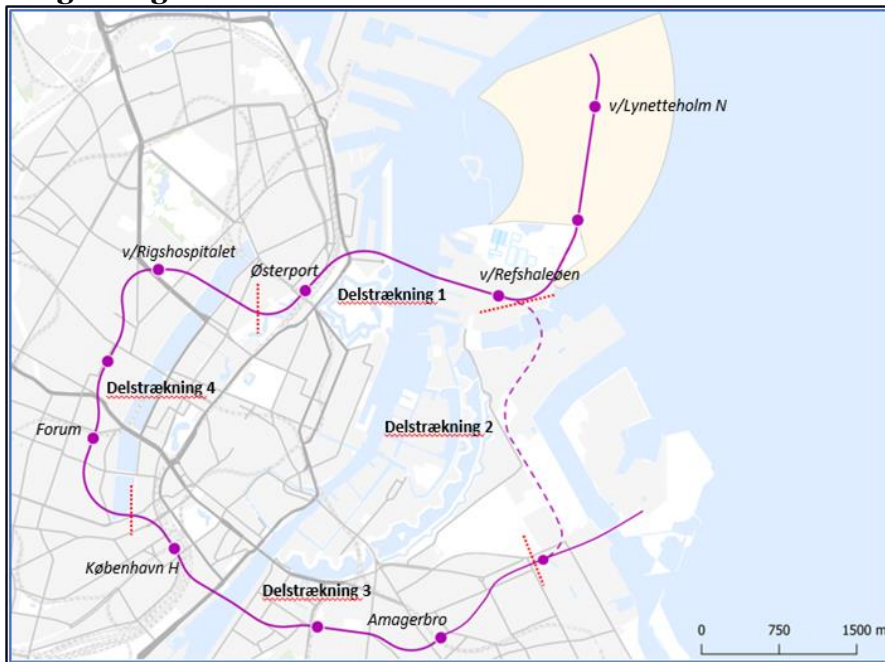 v/Lynetteholm N
v/Rigshospitalet
Østerport
v/Refshaleøen
Delstrækning 1
Delstrækning 4
Forum
Delstrækning 2
København H
Delstrækning 3
Amagerbro
0 750 1500 m